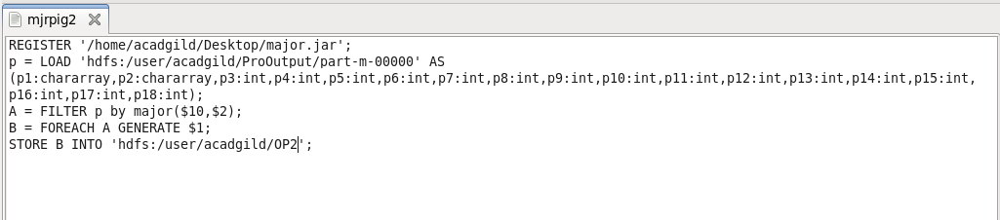 mjrpig2
REGISTER '/home/acadgild/Desktop/major.jar';
p = LOAD 'hdfs:/user/acadgild/ProOutput/part-m-00000' AS
(p1:chararray,p2:chararray,p3:int,p4:int,p5:int,p6:int,p7:int,p8:int,p9:int,p10:int,p11:int,p12:int,p13:int,p14:int,p15:int,
p16:int,p17:int,p18:int);
A = FILTER p by major($10,$2);
B = FOREACH A GENERATE $1;
STORE B INTO 'hdfs:/user/acadgild/OP2';